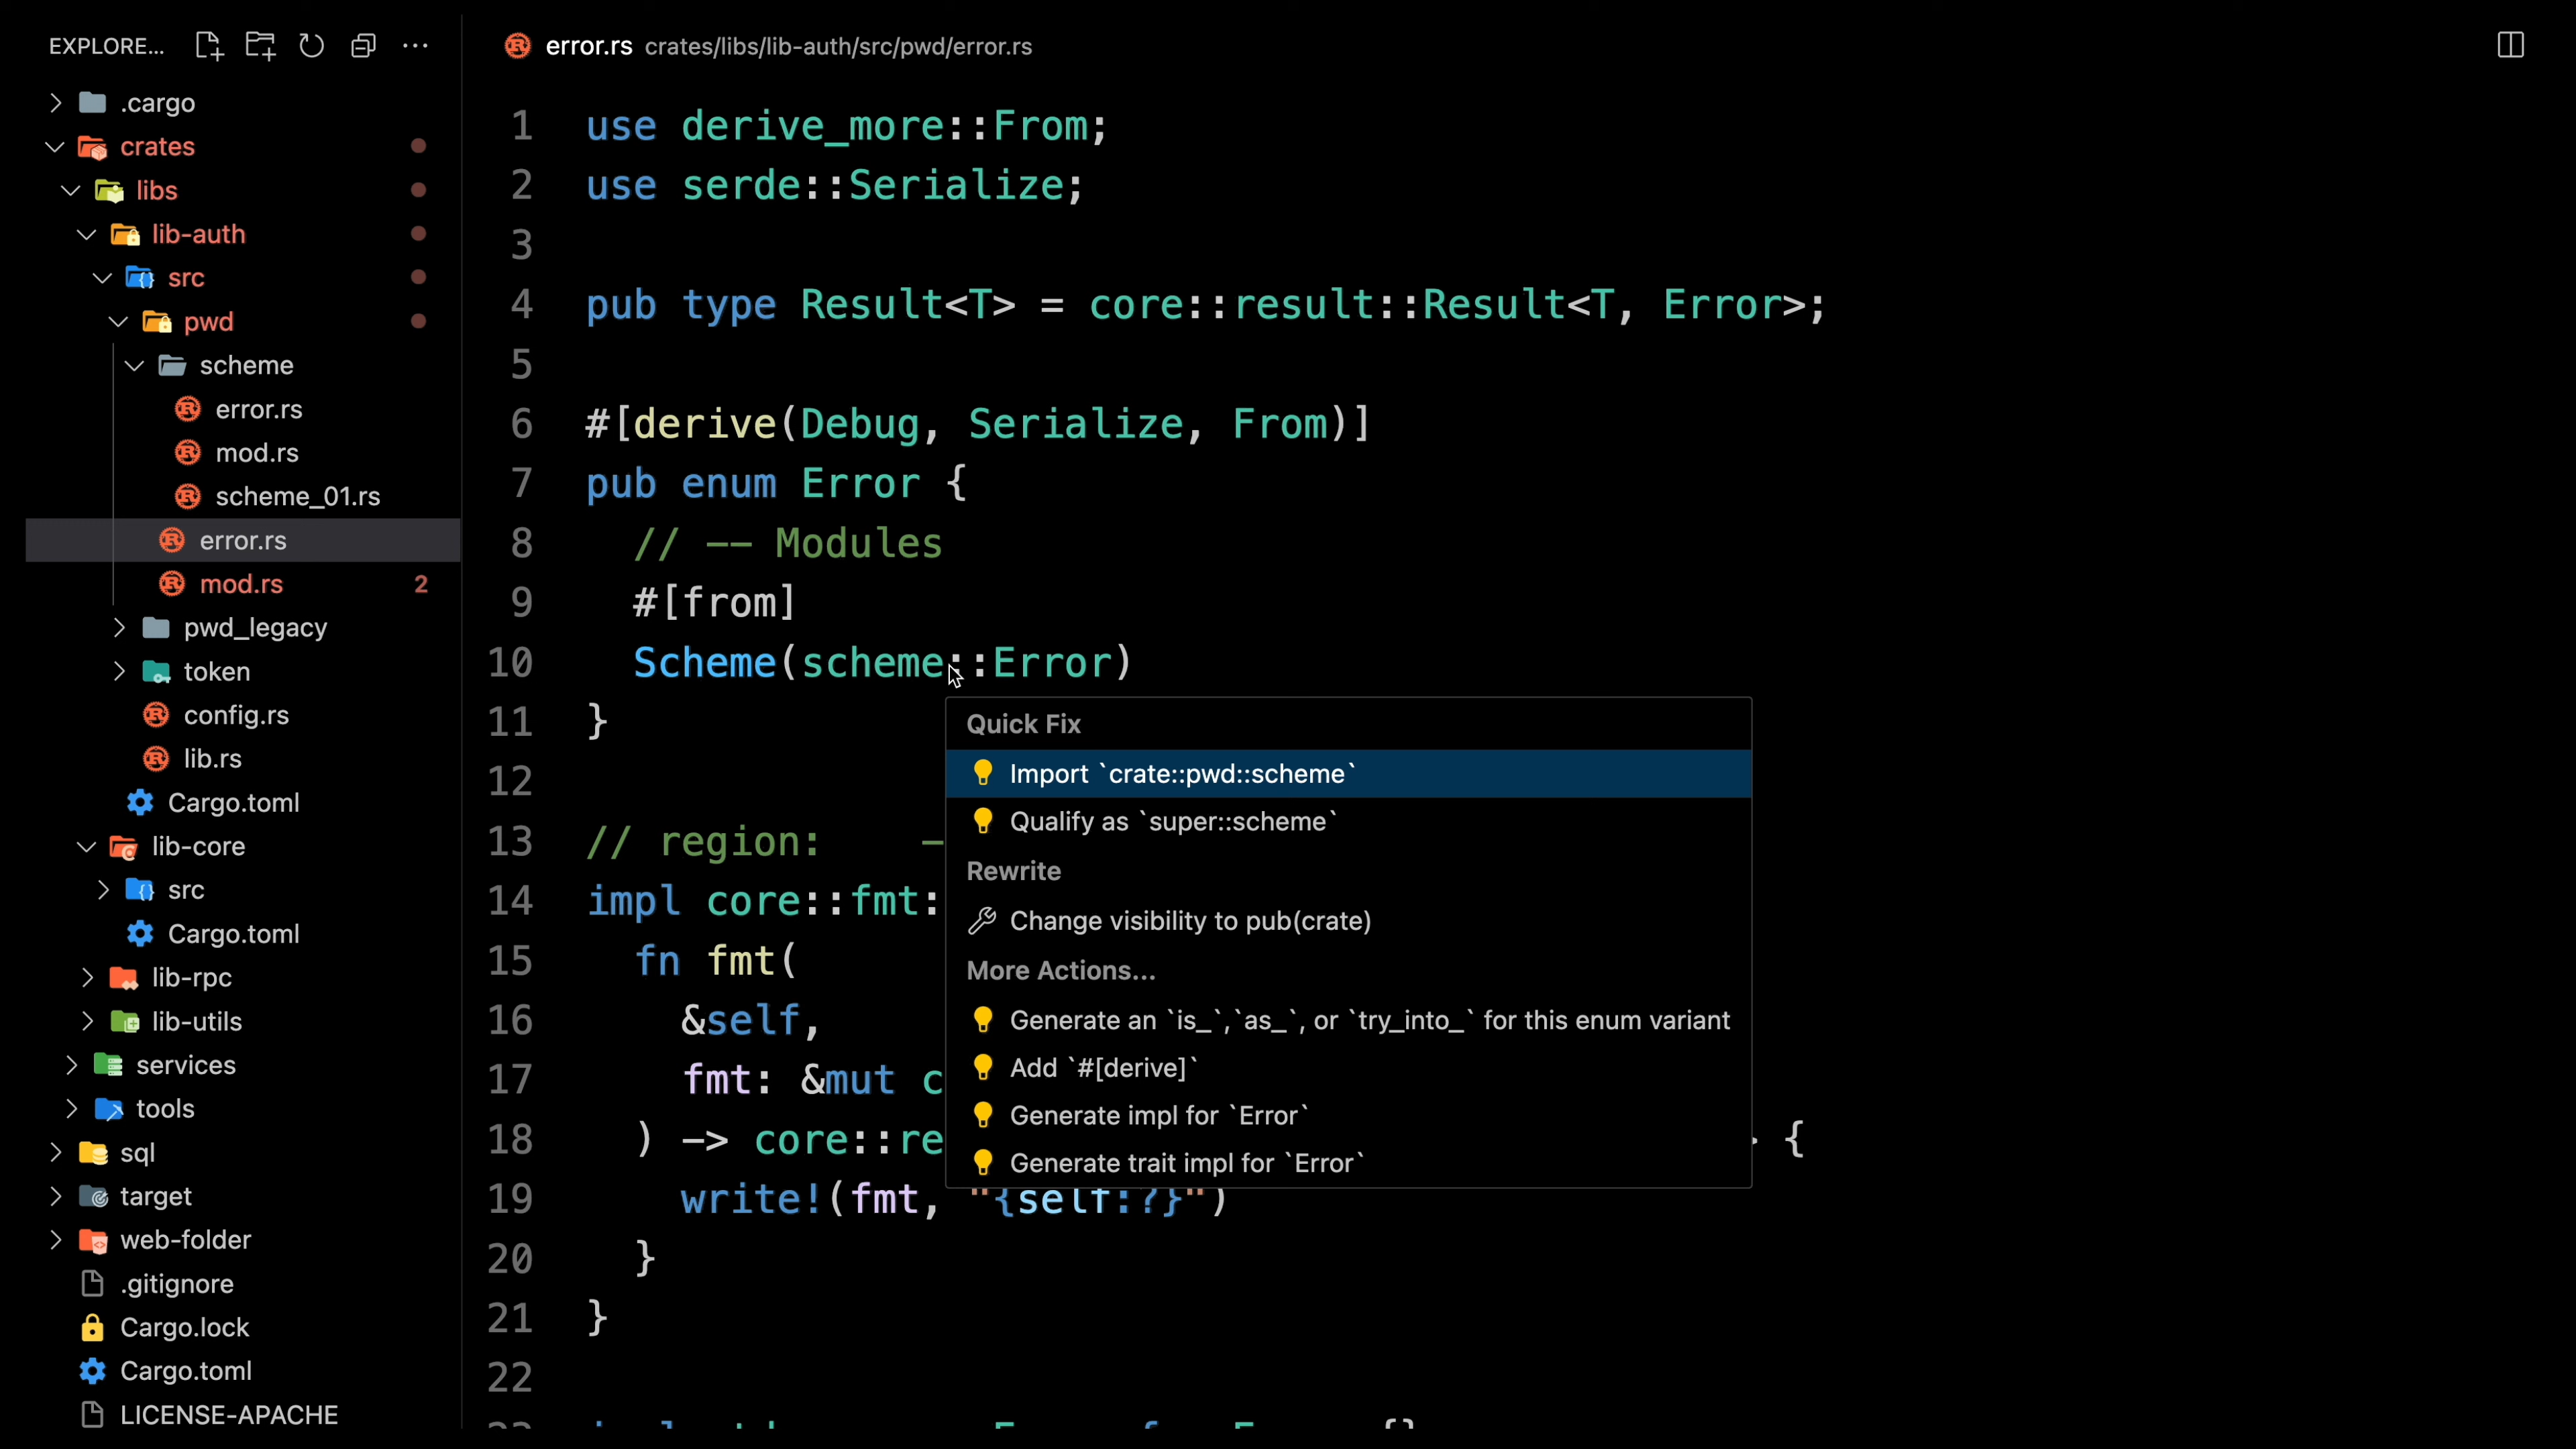 EXPLORE...
.cargo
crates
libs
lib-auth
src
pwd
scheme
error.rs
mod.rs
scheme_01.rs
error.rs
mod.rs 2
pwd_legacy
token
config.rs
lib.rs
Cargo.toml
lib-core
src
Cargo.toml
lib-rpc
lib-utils
services
tools
sql
target
web-folder
.gitignore
Cargo.lock
Cargo.toml
LICENSE-APACHE
error.rs crates/libs/lib-auth/src/pwd/error.rs
1 use derive_more::From;
2 use serde::Serialize;
3
4 pub type Result<T> = core::result::Result<T, Error>;
5
6 #[derive(Debug, Serialize, From)]
7 pub enum Error {
8 // -- Modules
9 #[from]
10 Scheme(scheme::Error)
11 }
12
13 // region: -
14 impl core::fmt:
15 fn fmt(
16 &self,
17 fmt: &mut c
18 ) -> core::re > {
19 write!(fmt, "{self:?}")
20 }
21 }
22
Quick Fix
Import `crate::pwd::scheme`
Qualify as `super::scheme`
Rewrite
Change visibility to pub(crate)
More Actions...
Generate an `is_`,`as_`, or `try_into_` for this enum variant
Add `#[derive]`
Generate impl for `Error`
Generate trait impl for `Error`